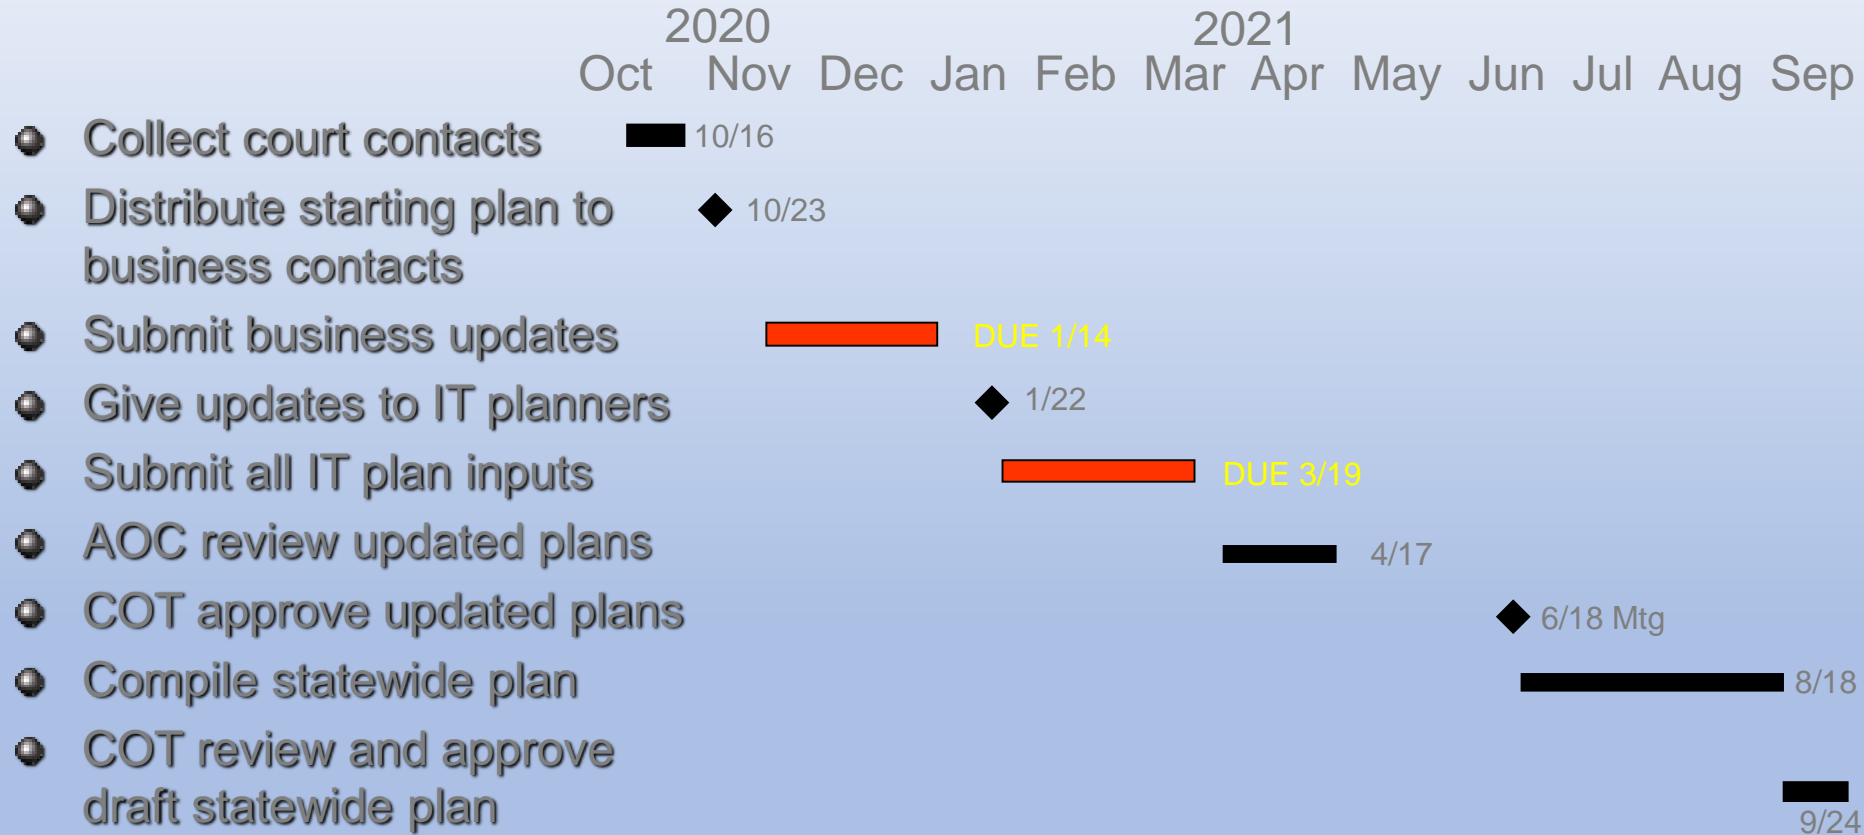 2020 2021
Oct Nov Dec Jan Feb Mar Apr May Jun Jul Aug Sep
Collect court contacts 10/16
Distribute starting plan to 10/23
business contacts
Submit business updates DUE 1/14
Give updates to IT planners 1/22
Submit all IT plan inputs DUE 3/19
AOC review updated plans 4/17
COT approve updated plans 6/18 Mtg
Compile statewide plan 8/18
COT review and approve
draft statewide plan 9/24